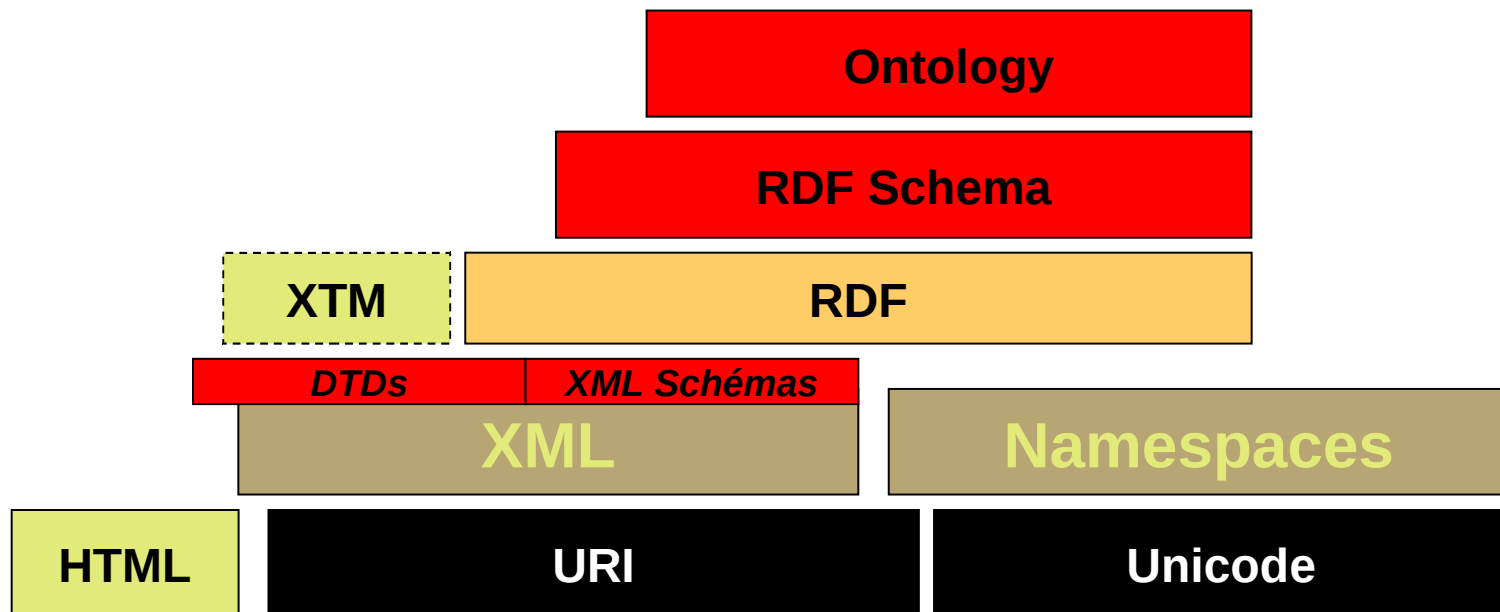 Ontology
RDF Schema
XTM RDF
DTDs XML Schémas
XML Namespaces
HTML URI Unicode